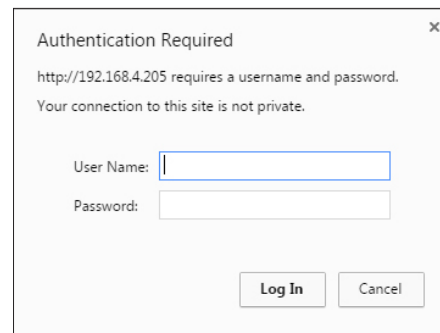 Authentication Required
http://192.168.4.205 requires a username and password.
Your connection to this site is not private.
User Name:
Password:
Log In
Cancel